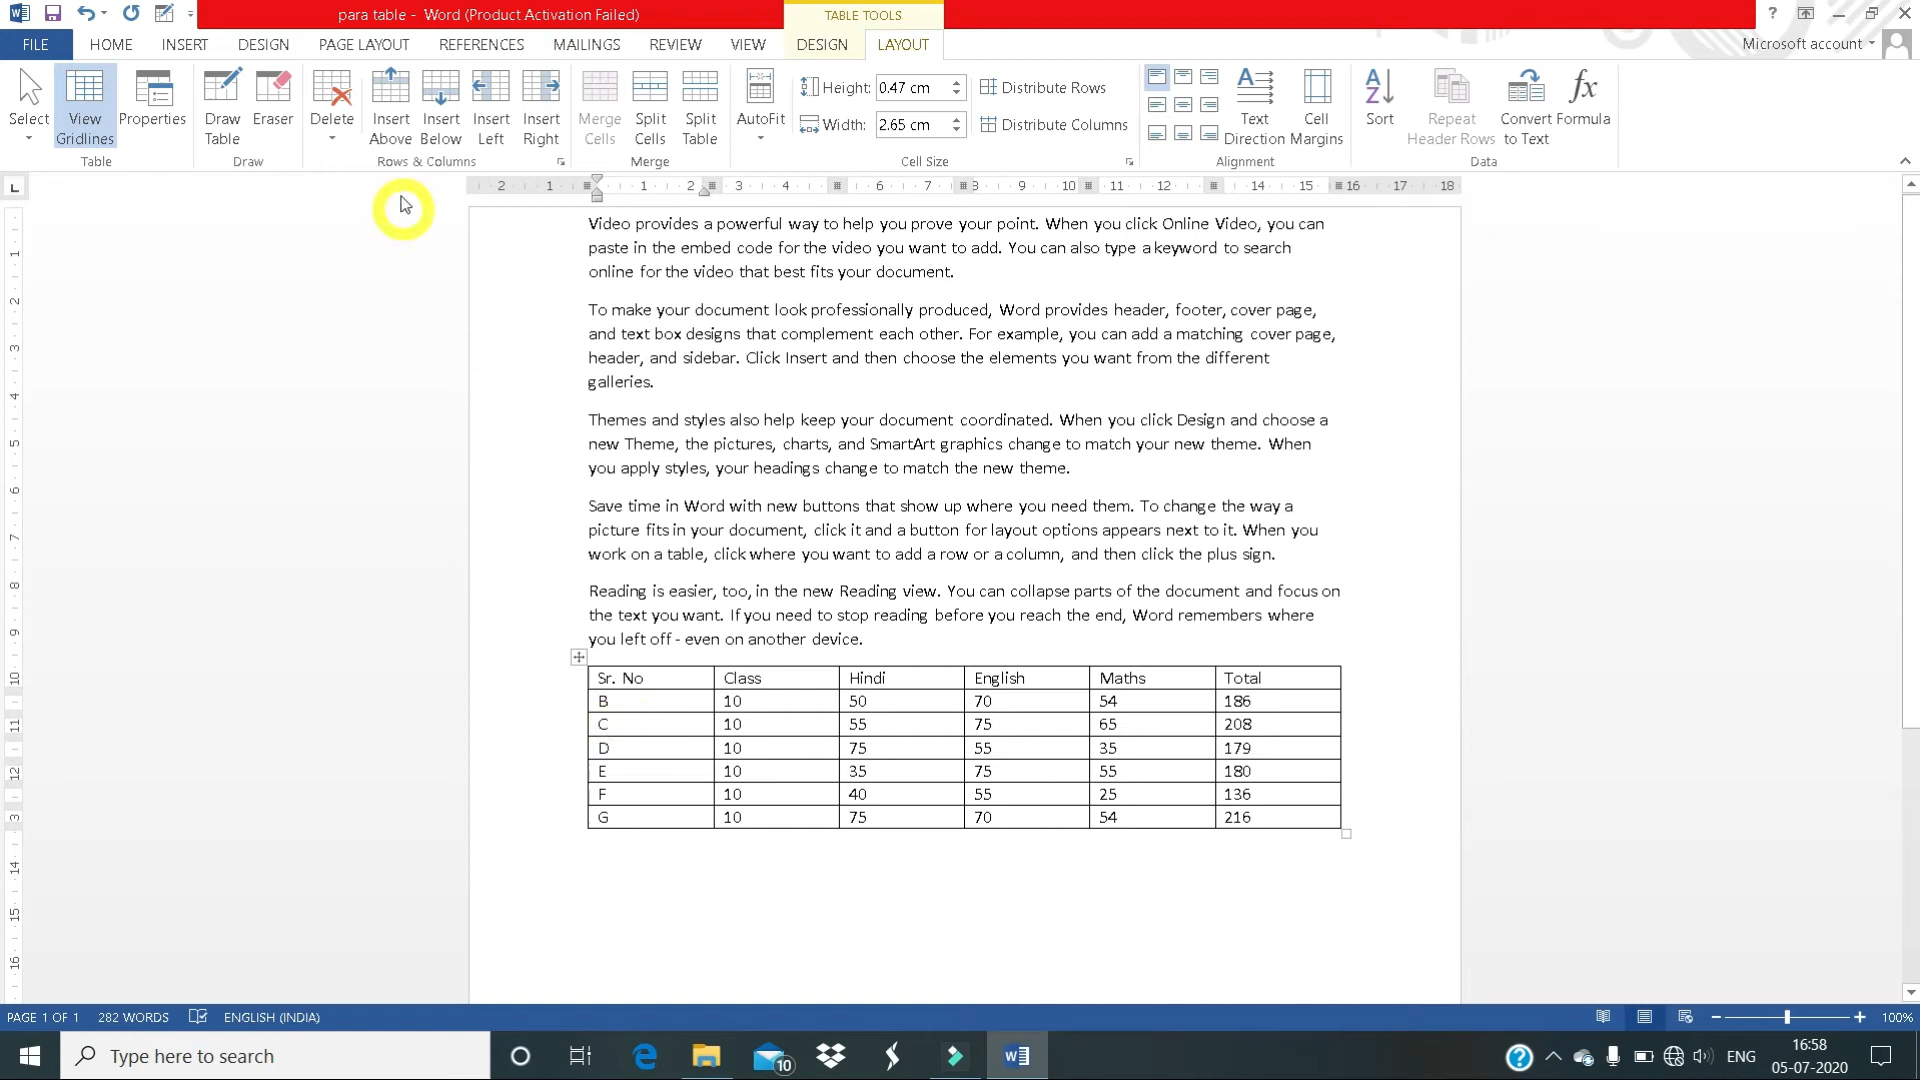 para table - Word (Product Activation Failed)
TABLE TOOLS
?
FILE HOME INSERT DESIGN PAGE LAYOUT REFERENCES MAILINGS REVIEW VIEW DESIGN LAYOUT
Microsoft account
Select
View Gridlines
Properties
Table
Draw Table
Eraser
Draw
Delete
Insert Above
Insert Below
Insert Left
Insert Right
Rows & Columns
Merge Cells
Split Cells
Split Table
Merge
AutoFit
Height: 0.47 cm
Width: 2.65 cm
Distribute Rows
Distribute Columns
Cell Size
Text Direction
Cell Margins
Alignment
Sort
Repeat Header Rows
Convert to Text
Formula
Data
2 1 1 2 3 4 6 7 8 9 10 11 12 14 15 16 17 18
Video provides a powerful way to help you prove your point. When you click Online Video, you can
paste in the embed code for the video you want to add. You can also type a keyword to search
online for the video that best fits your document.
To make your document look professionally produced, Word provides header, footer, cover page,
and text box designs that complement each other. For example, you can add a matching cover page,
header, and sidebar. Click Insert and then choose the elements you want from the different
galleries.
Themes and styles also help keep your document coordinated. When you click Design and choose a
new Theme, the pictures, charts, and SmartArt graphics change to match your new theme. When
you apply styles, your headings change to match the new theme.
Save time in Word with new buttons that show up where you need them. To change the way a
picture fits in your document, click it and a button for layout options appears next to it. When you
work on a table, click where you want to add a row or a column, and then click the plus sign.
Reading is easier, too, in the new Reading view. You can collapse parts of the document and focus on
the text you want. If you need to stop reading before you reach the end, Word remembers where
you left off - even on another device.
Sr. No Class Hindi English Maths Total
B 10 50 70 54 186
C 10 55 75 65 208
D 10 75 55 35 179
E 10 35 75 55 180
F 10 40 55 25 136
G 10 75 70 54 216
PAGE 1 OF 1 282 WORDS ENGLISH (INDIA)
100%
Type here to search
10
ENG
16:58
05-07-2020